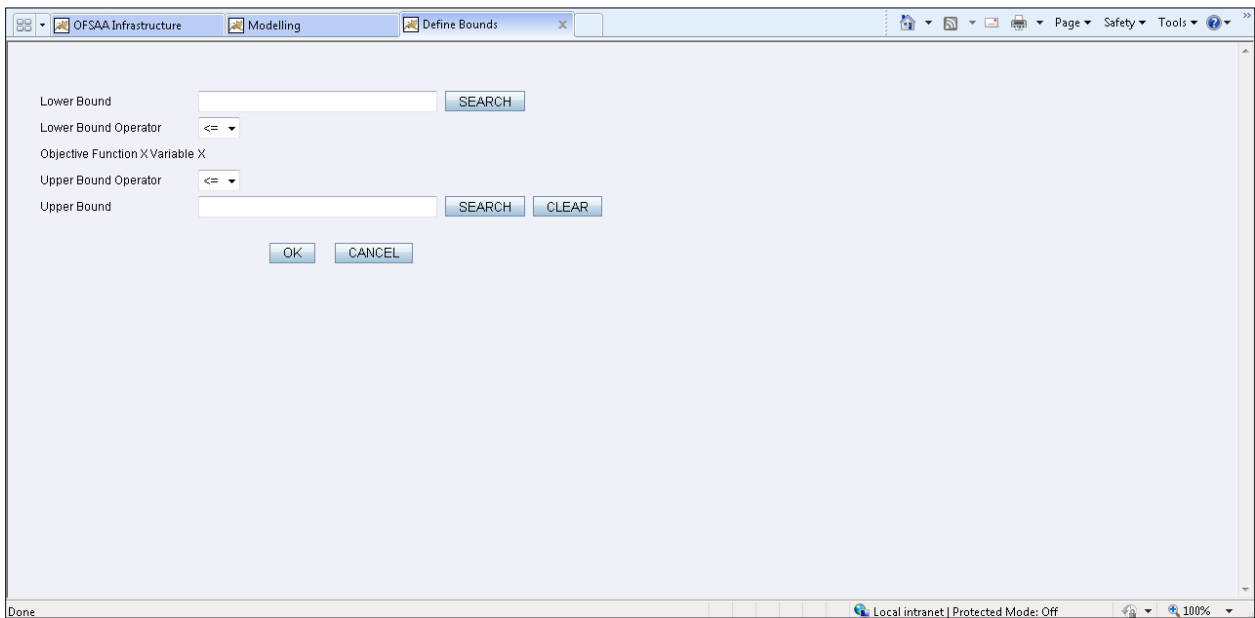 OFSAA Infrastructure Modelling Define Bounds Page Safety Tools »
Lower Bound SEARCH
Lower Bound Operator <=
Objective Function X Variable X
Upper Bound Operator <=
Upper Bound SEARCH CLEAR
OK CANCEL
Done Local intranet | Protected Mode: Off 100%